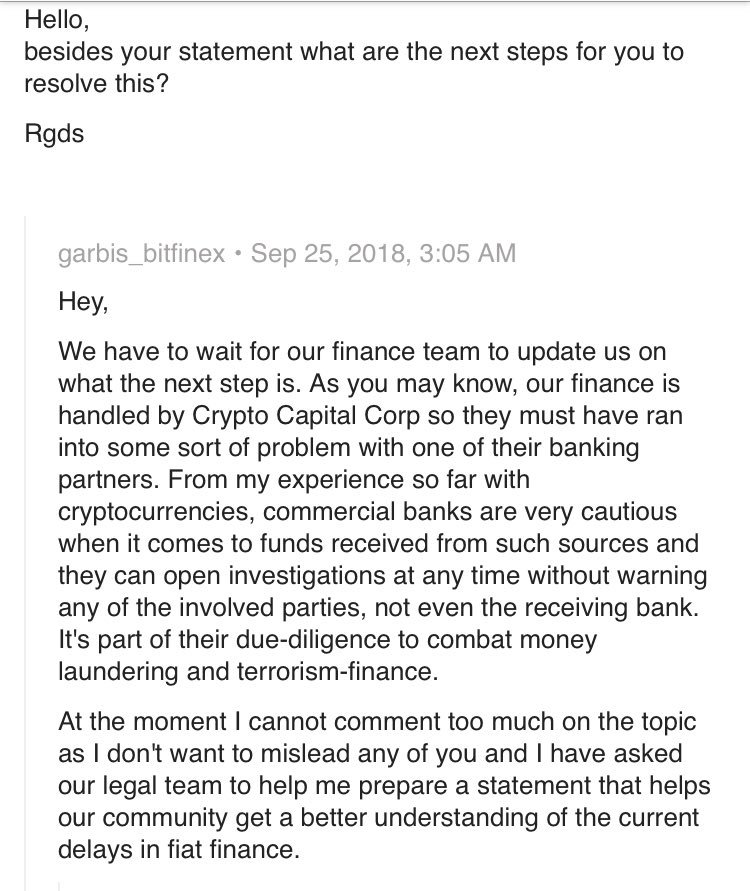 Hello,
besides your statement what are the next steps for you to
resolve this?
Rgds
garbis_bitfinex • Sep 25, 2018, 3:05 AM
Hey,
We have to wait for our finance team to update us on
what the next step is. As you may know, our finance is
handled by Crypto Capital Corp so they must have ran
into some sort of problem with one of their banking
partners. From my experience so far with
cryptocurrencies, commercial banks are very cautious
when it comes to funds received from such sources and
they can open investigations at any time without warning
any of the involved parties, not even the receiving bank.
It's part of their due-diligence to combat money
laundering and terrorism-finance.
At the moment I cannot comment too much on the topic
as I don't want to mislead any of you and I have asked
our legal team to help me prepare a statement that helps
our community get a better understanding of the current
delays in fiat finance.